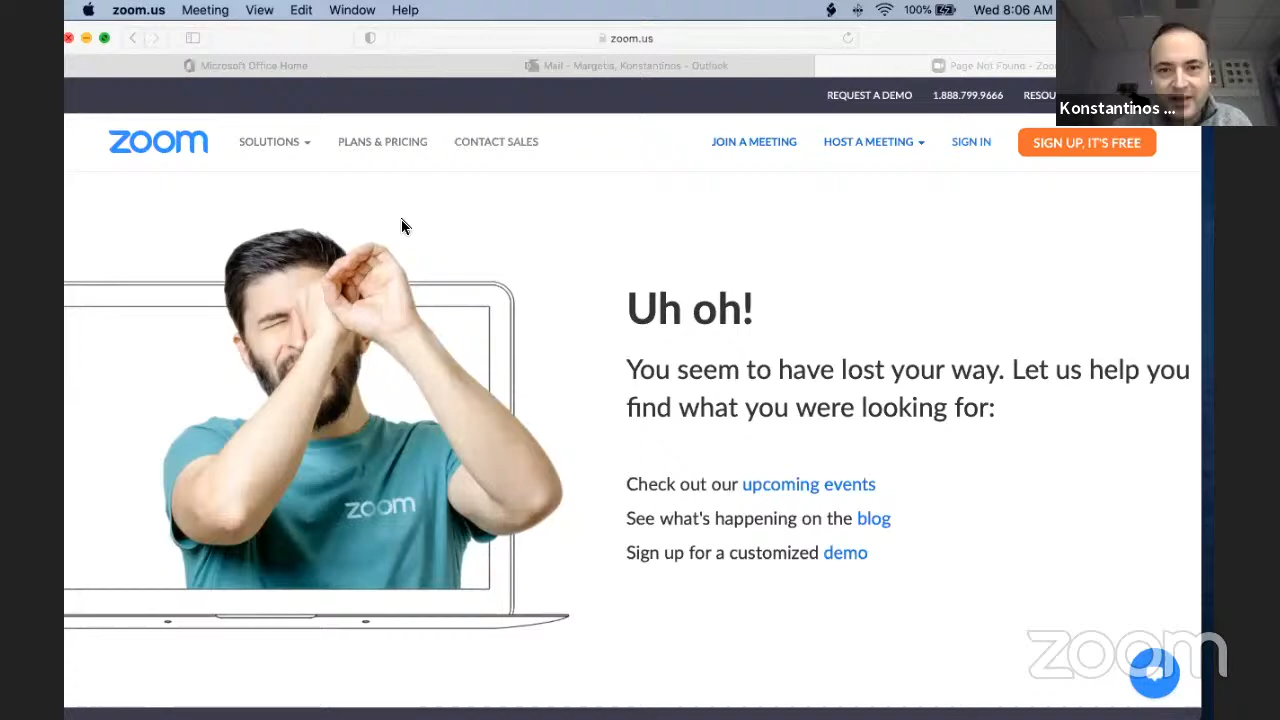 zoom.us Meeting View Edit Window Help 100% Wed 8:06 AM
zoom.us
Microsoft Office Home Mail - Margetis, Konstantinos - Outlook Page Not Found - Zoo
REQUEST A DEMO 1.888.799.9666 RESOU
Konstantinos ...
zoom SOLUTIONS PLANS & PRICING CONTACT SALES JOIN A MEETING HOST A MEETING SIGN IN SIGN UP, IT'S FREE
Uh oh!
You seem to have lost your way. Let us help you
find what you were looking for:
Check out our upcoming events
zoom
See what's happening on the blog
Sign up for a customized demo
zoom